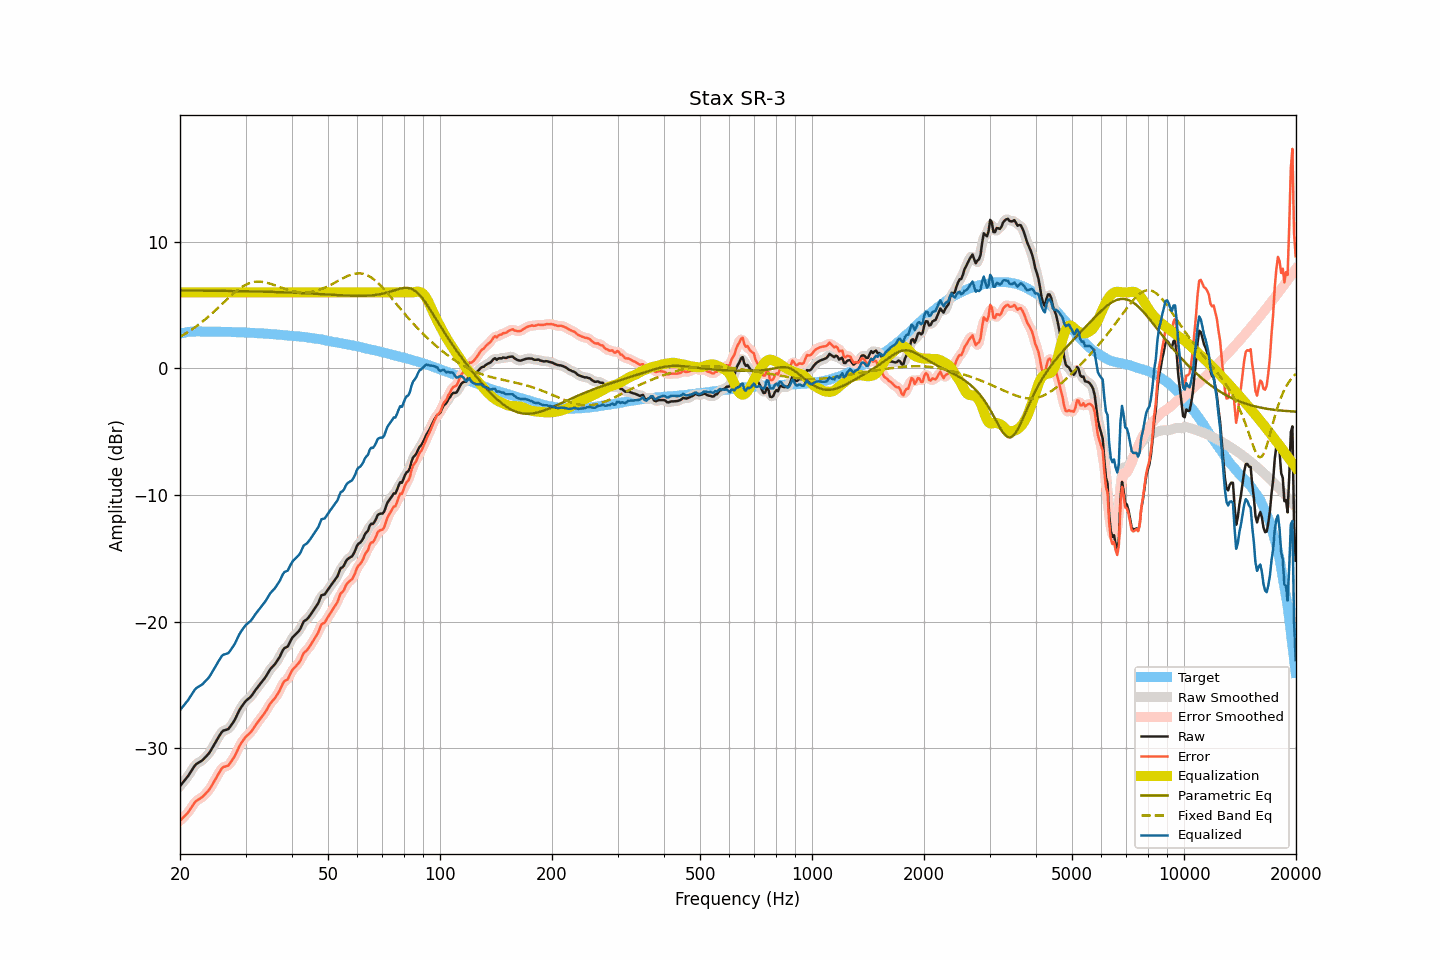 Stax SR-3
Amplitude (dBr)
10
0
−10
−20
−30
20
50
100
200
500
1000
2000
5000
10000
20000
Frequency (Hz)
Target
Raw Smoothed
Error Smoothed
Raw
Error
Equalization
Parametric Eq
Fixed Band Eq
Equalized